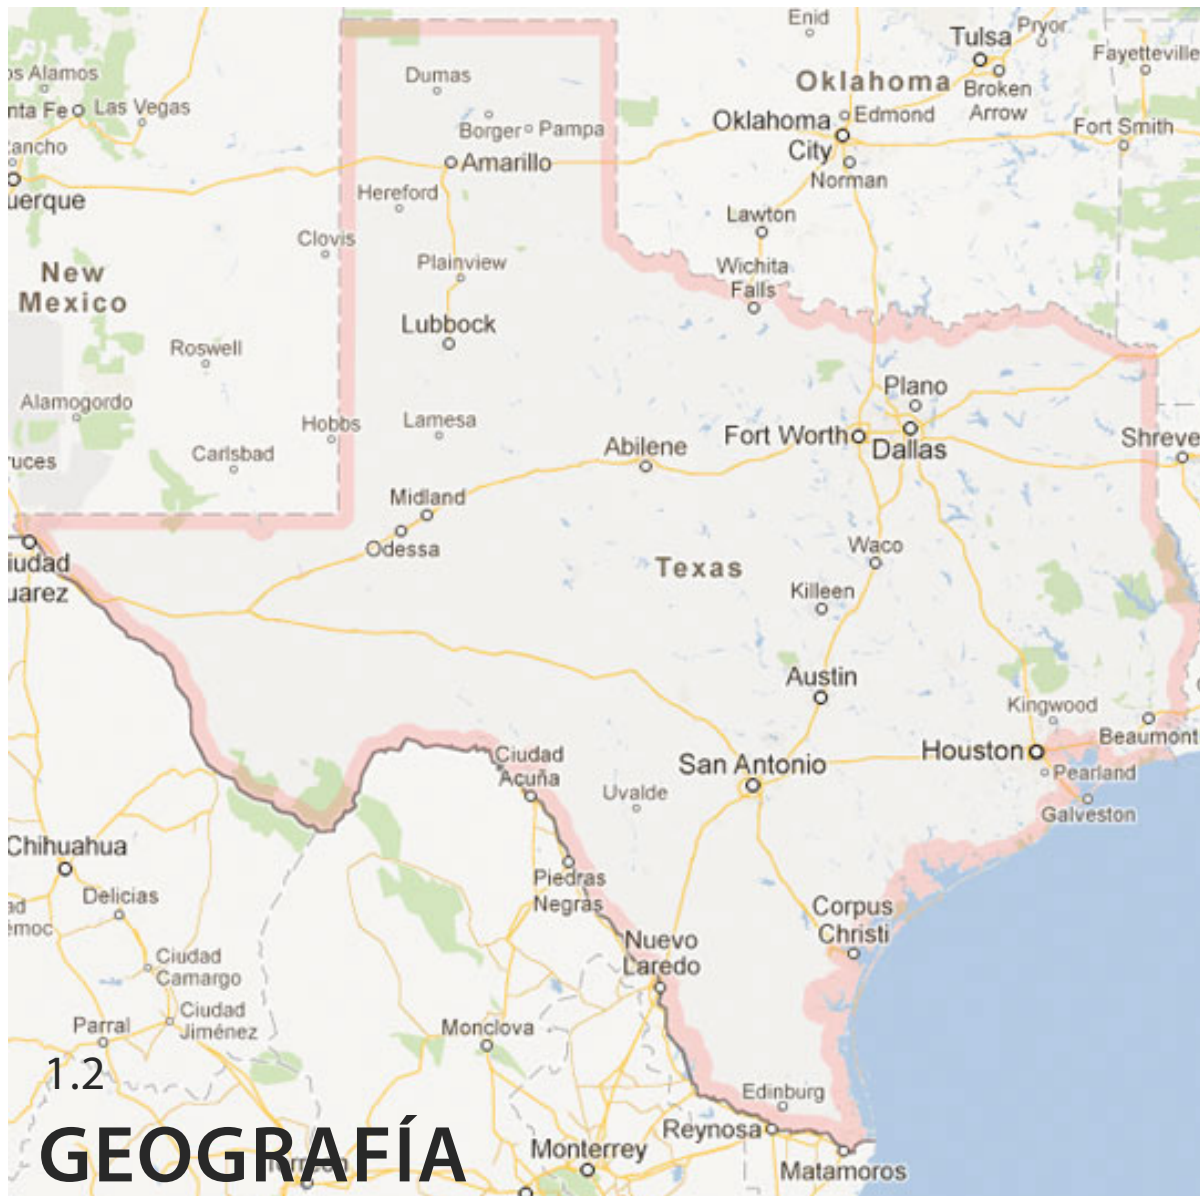 Enid
Tulsa
Pryor
Fayetteville
Oklahoma
Broken
Arrow
os Alamos
Dumas
nta Fe
Las Vegas
Borger
Pampa
Oklahoma
City
Edmond
Fort Smith
ancho
Amarillo
Norman
uerque
Hereford
Lawton
Clovis
Plainview
Wichita
Falls
New
Mexico
Lubbock
Roswell
Plano
Alamogordo
Hobbs
Lamesa
Fort Worth
Dallas
Abilene
Shreve
ruces
Carlsbad
Midland
Odessa
Waco
iudad
uarez
Texas
Killeen
Austin
Kingwood
Beaumont
Houston
Ciudad
Acuña
San Antonio
Pearland
Uvalde
Galveston
Chihuahua
Piedras
Negras
Delicias
ad
émoc
Corpus
Christi
Nuevo
Laredo
Ciudad
Camargo
Ciudad
Jiménez
Parral
Monclova
1.2
Edinburg
Reynosa
GEOGRAFÍA
Monterrey
Matamoros